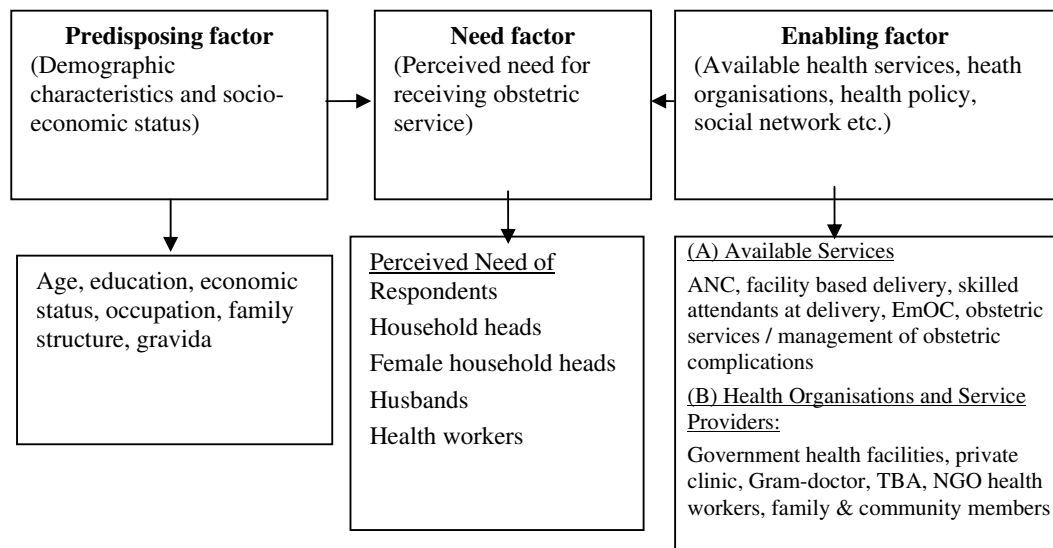 Predisposing factor
(Demographic
characteristics and socio-
economic status)
Need factor
(Perceived need for
receiving obstetric
service)
Enabling factor
(Available health services, heath
organisations, health policy,
social network etc.)
Age, education, economic
status, occupation, family
structure, gravida
Perceived Need of
Respondents
Household heads
Female household heads
Husbands
Health workers
(A) Available Services
ANC, facility based delivery, skilled
attendants at delivery, EmOC, obstetric
services / management of obstetric
complications
(B) Health Organisations and Service
Providers:
Government health facilities, private
clinic, Gram-doctor, TBA, NGO health
workers, family & community members